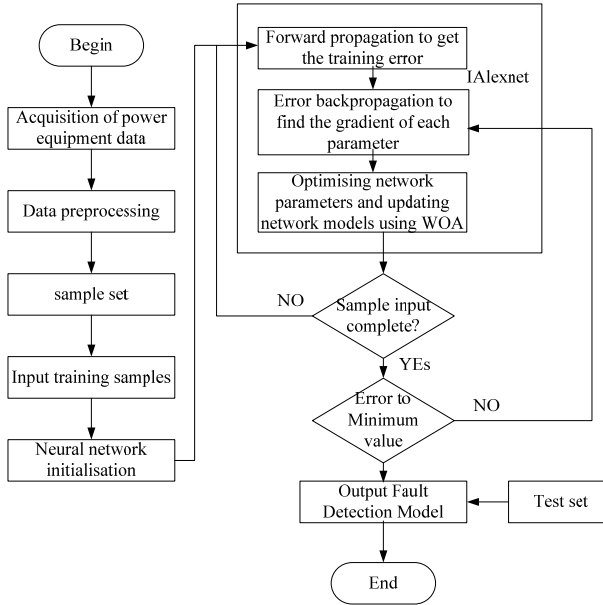 Begin
Acquisition of power
equipment data
Data preprocessing
sample set
Input training samples
Neural network
initialisation
Forward propagation to get
the training error
IAlexnet
Error backpropagation to
find the gradient of each
parameter
Optimising network
parameters and updating
network models using WOA
NO
Sample input
complete?
YEs
Error to
Minimum
value
NO
Output Fault
Detection Model
Test set
End